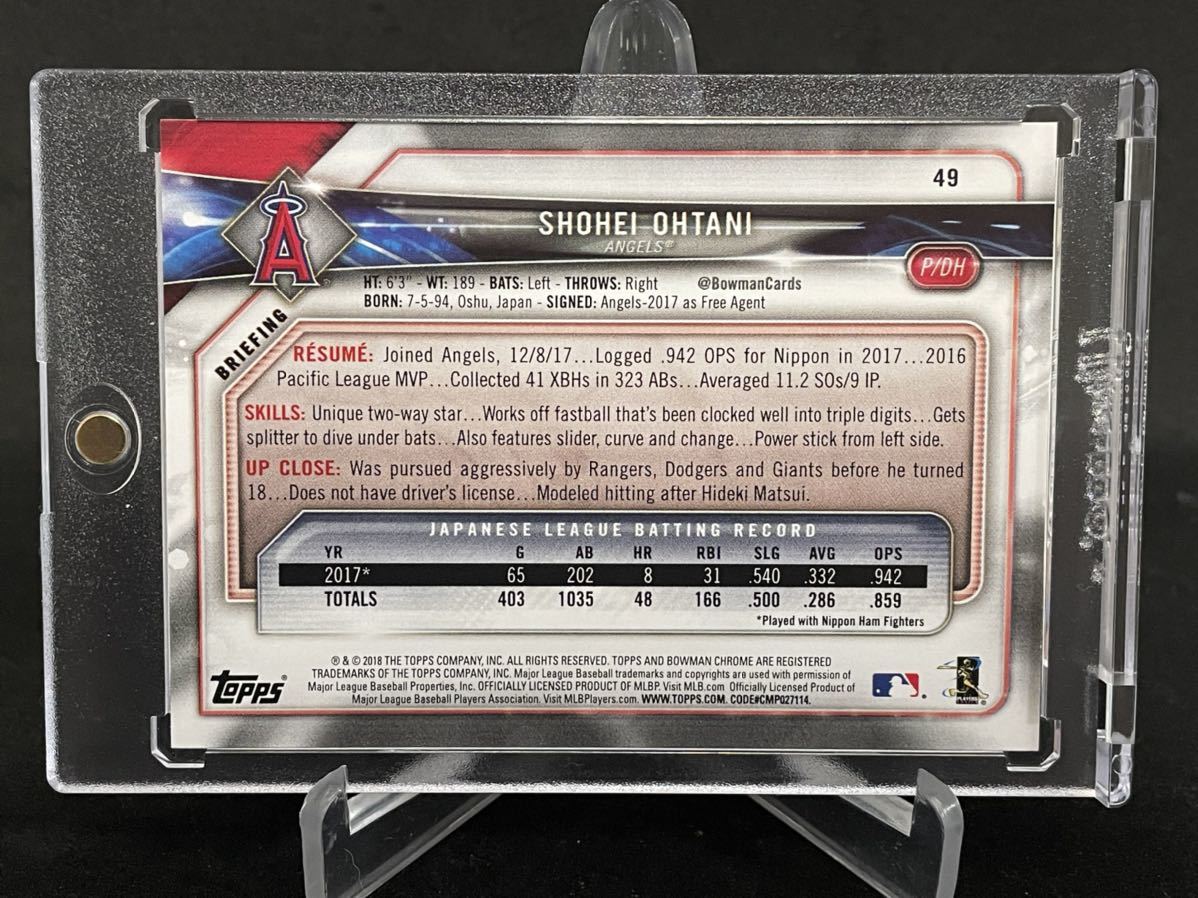 49
A
SHOHEI OHTANI
ANGELS®
P/DH
HT: 6'3" - WT: 189 - BATS: Left - THROWS: Right @BowmanCards
BORN: 7-5-94, Oshu, Japan - SIGNED: Angels-2017 as Free Agent
BRIEFING
RÉSUMÉ: Joined Angels, 12/8/17...Logged .942 OPS for Nippon in 2017...2016
Pacific League MVP...Collected 41 XBHs in 323 ABs...Averaged 11.2 SOs/9 IP.
SKILLS: Unique two-way star...Works off fastball that's been clocked well into triple digits...Gets
splitter to dive under bats...Also features slider, curve and change...Power stick from left side.
UP CLOSE: Was pursued aggressively by Rangers, Dodgers and Giants before he turned
18...Does not have driver's license...Modeled hitting after Hideki Matsui.
JAPANESE LEAGUE BATTING RECORD
YR G AB HR RBI SLG AVG OPS
2017* 65 202 8 31 .540 .332 .942
TOTALS 403 1035 48 166 .500 .286 .859
*Played with Nippon Ham Fighters
® & © 2018 THE TOPPS COMPANY, INC. ALL RIGHTS RESERVED. TOPPS AND BOWMAN CHROME ARE REGISTERED
TRADEMARKS OF THE TOPPS COMPANY, INC. Major League Baseball trademarks and copyrights are used with permission of
Major League Baseball Properties, Inc. OFFICIALLY LICENSED PRODUCT OF MLBP. Visit MLB.com Officially Licensed Product of
Major League Baseball Players Association. Visit MLBPlayers.com. WWW.TOPPS.COM. CODE#CMP027114.
topps®